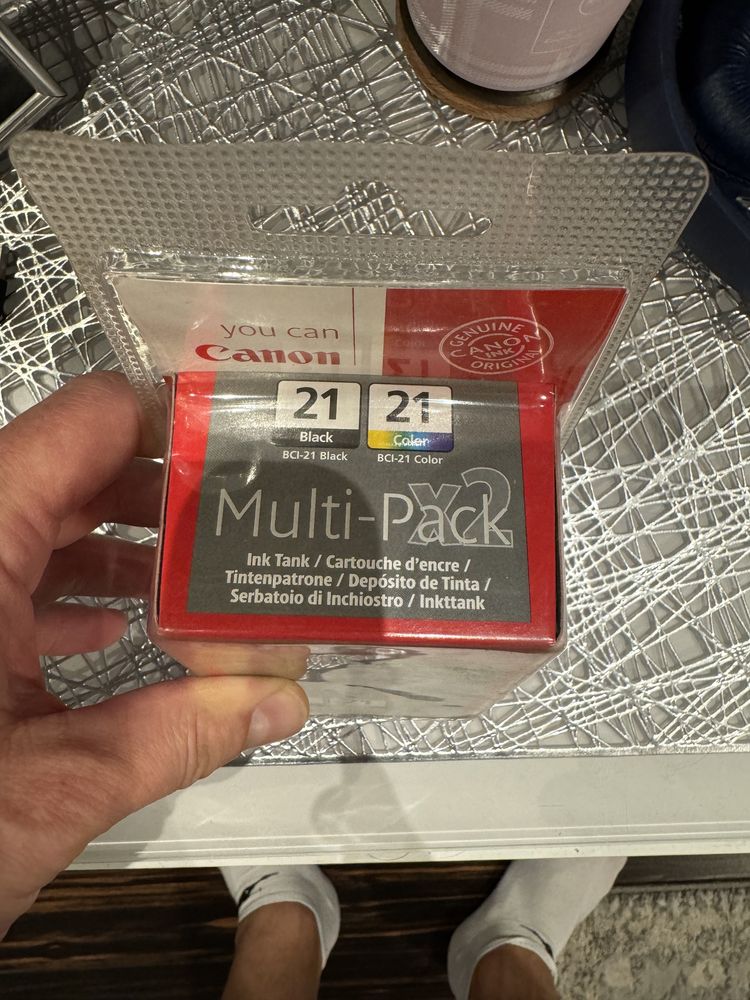 you can
Canon
GENUINE
CANON
INK
ORIGINAL
21
Black
BCI-21 Black
21
Color
BCI-21 Color
Multi-Pack x2
Ink Tank / Cartouche d'encre /
Tintenpatrone / Depósito de Tinta /
Serbatoio di Inchiostro / Inkttank